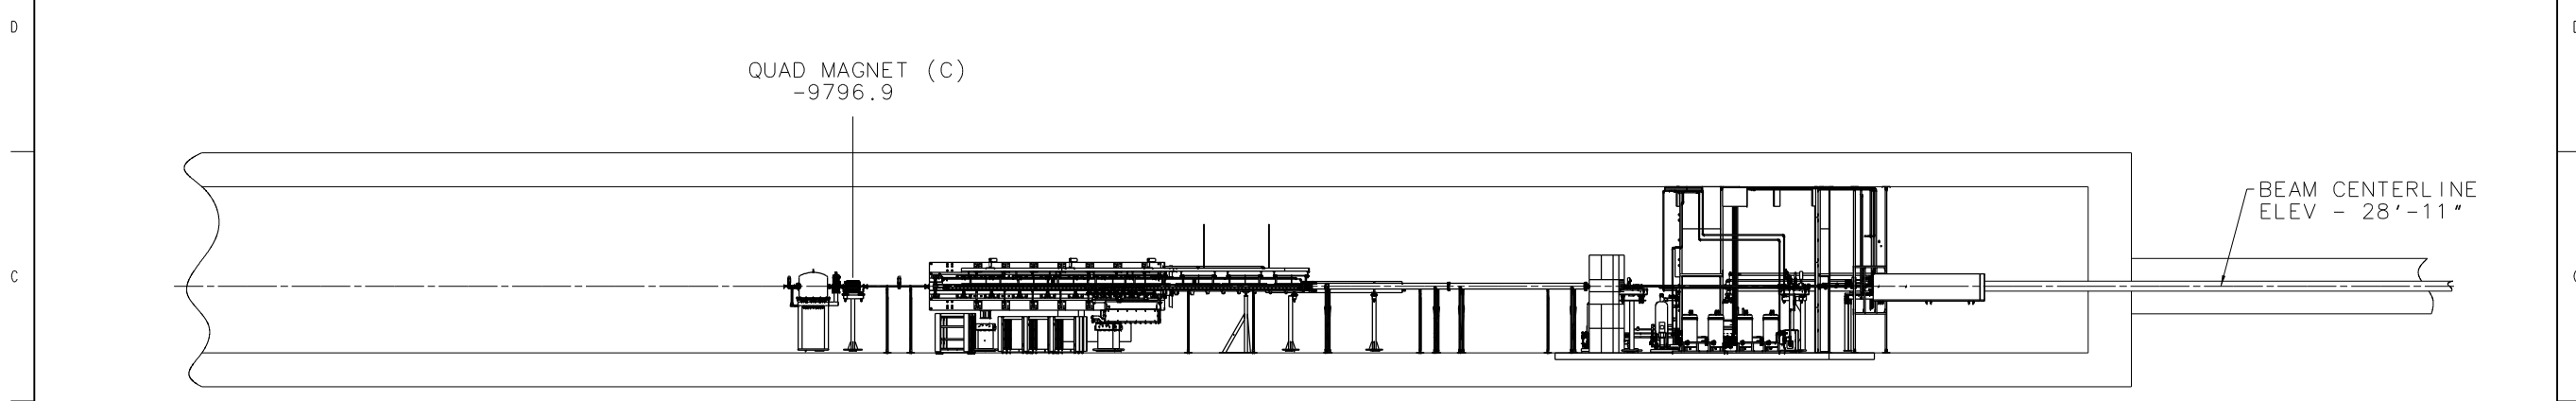 D
QUAD MAGNET (C)
-9796.9
BEAM CENTERLINE
ELEV - 28'-11"
C